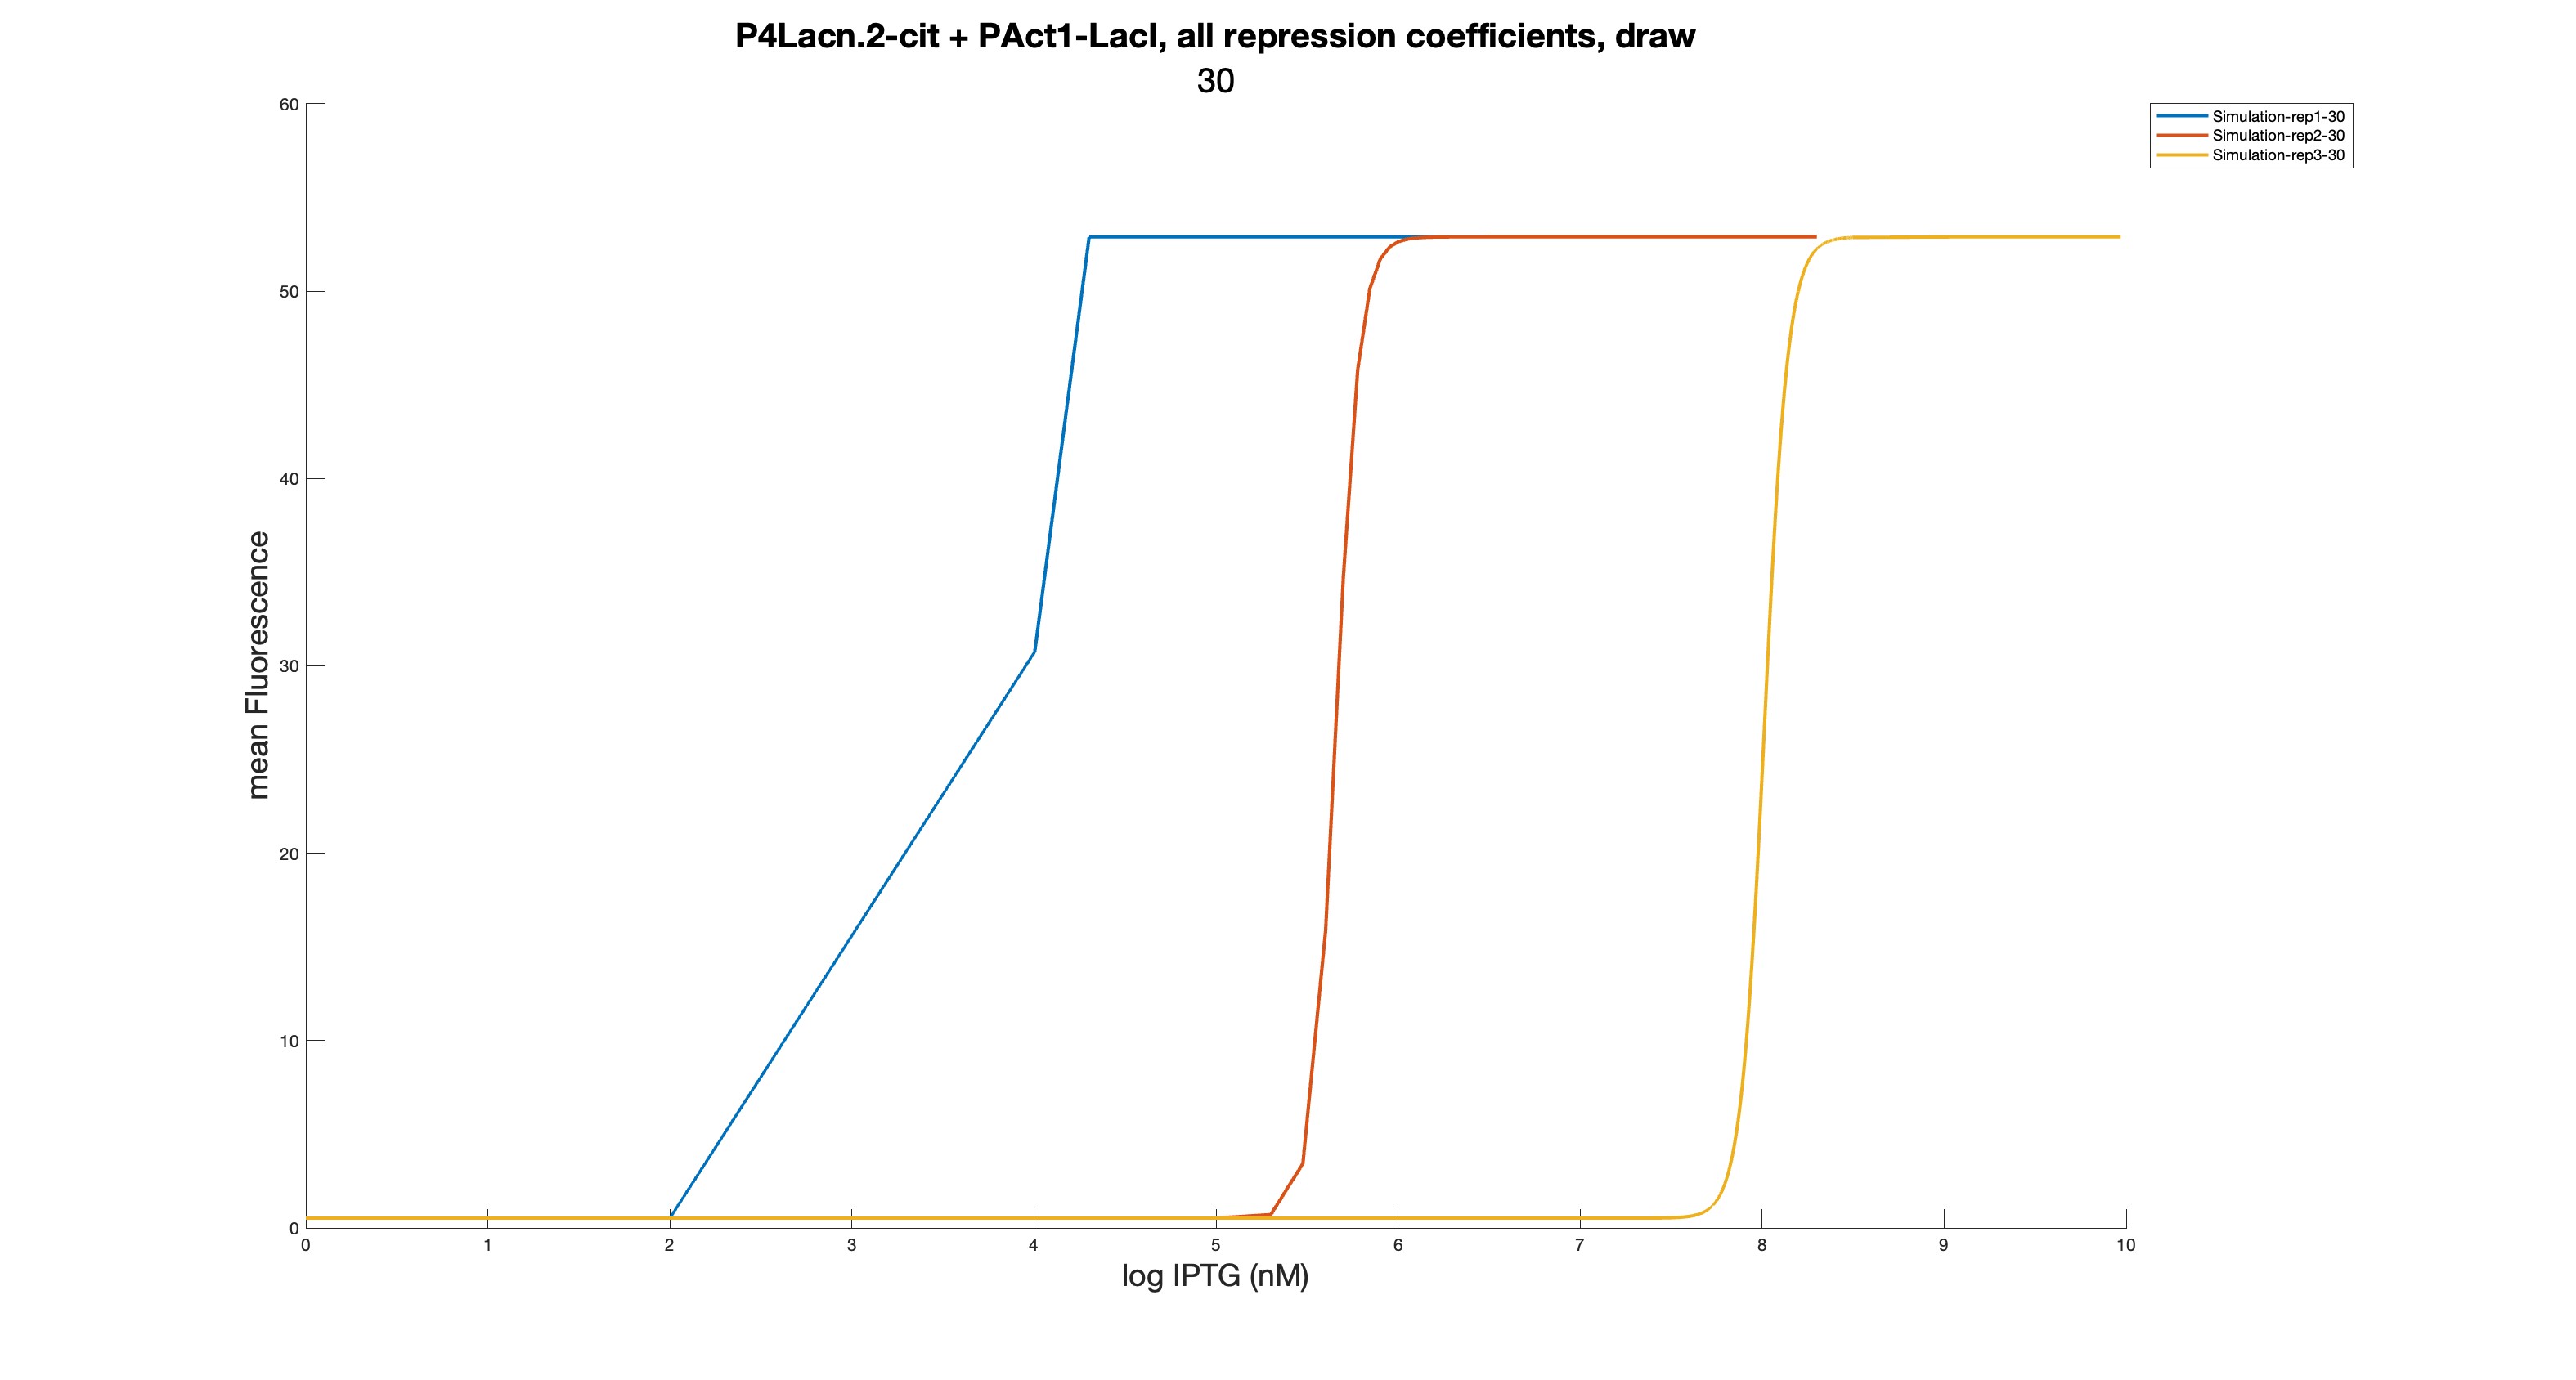 P4Lacn.2-cit + PAct1-LacI, all repression coefficients, draw
30
Simulation-rep1-30
Simulation-rep2-30
Simulation-rep3-30
60
50
40
30
20
10
0
mean Fluorescence
0 1 2 3 4 5 6 7 8 9 10
log IPTG (nM)